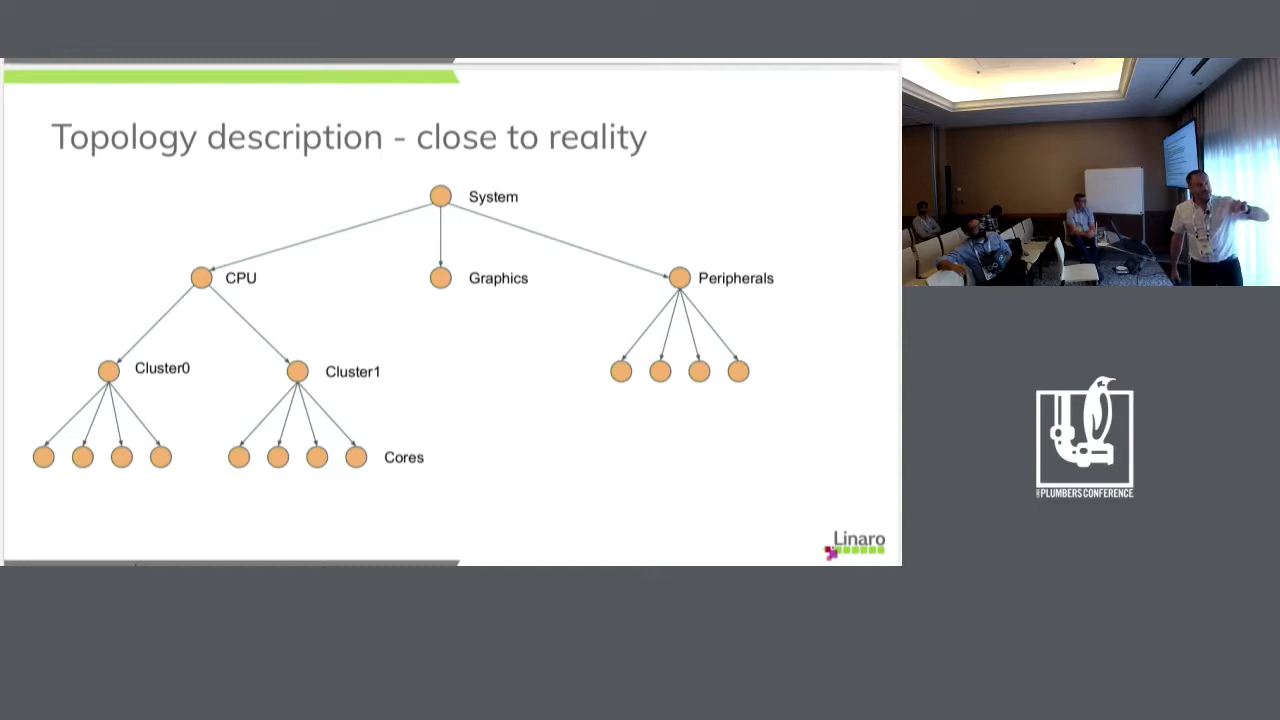 Topology description - close to reality
System
CPU
Graphics
Peripherals
Cluster0
Cluster1
Cores
Linaro
PLUMBERS CONFERENCE